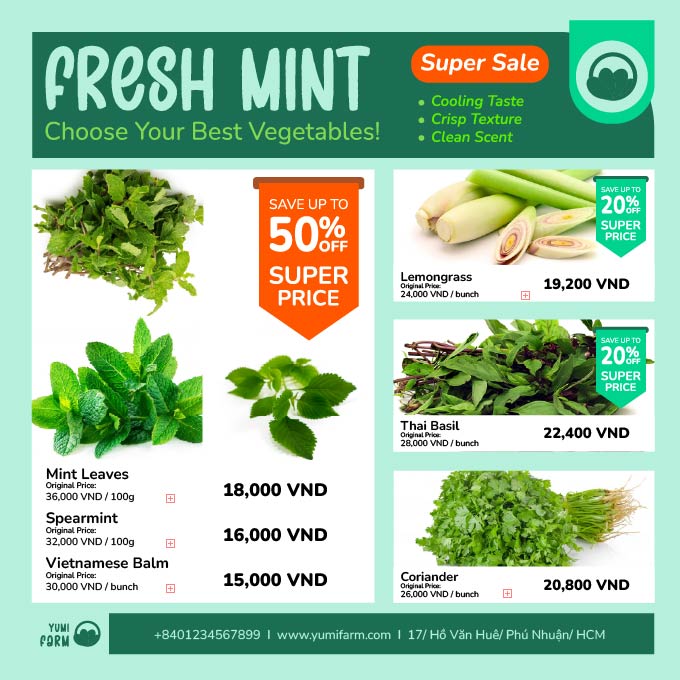 FRESH MINT
Choose Your Best Vegetables!
Super Sale
• Cooling Taste
• Crisp Texture
• Clean Scent
SAVE UP TO
50% OFF
SUPER
PRICE
Mint Leaves
Original Price:
36,000 VND / 100g
18,000 VND
Spearmint
Original Price:
32,000 VND / 100g
16,000 VND
Vietnamese Balm
Original Price:
30,000 VND / bunch
15,000 VND
SAVE UP TO
20% OFF
SUPER
PRICE
Lemongrass
Original Price:
24,000 VND / bunch
19,200 VND
SAVE UP TO
20% OFF
SUPER
PRICE
Thai Basil
Original Price:
28,000 VND / bunch
22,400 VND
Coriander
Original Price:
26,000 VND / bunch
20,800 VND
YUMI
FARM
+8401234567899 I www.yumifarm.com I 17/ Hồ Văn Huê/ Phú Nhuận/ HCM